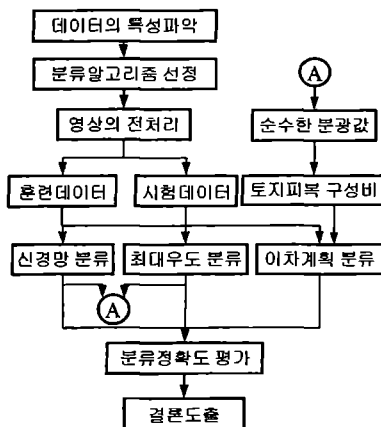 데이터의 특성파악
분류알고리즘 선정
A
영상의 전처리
순수한 분광값
훈련데이터
시험데이터
토지피복 구성비
신경망 분류
최대우도 분류
이차계획 분류
A
분류정확도 평가
결론도출